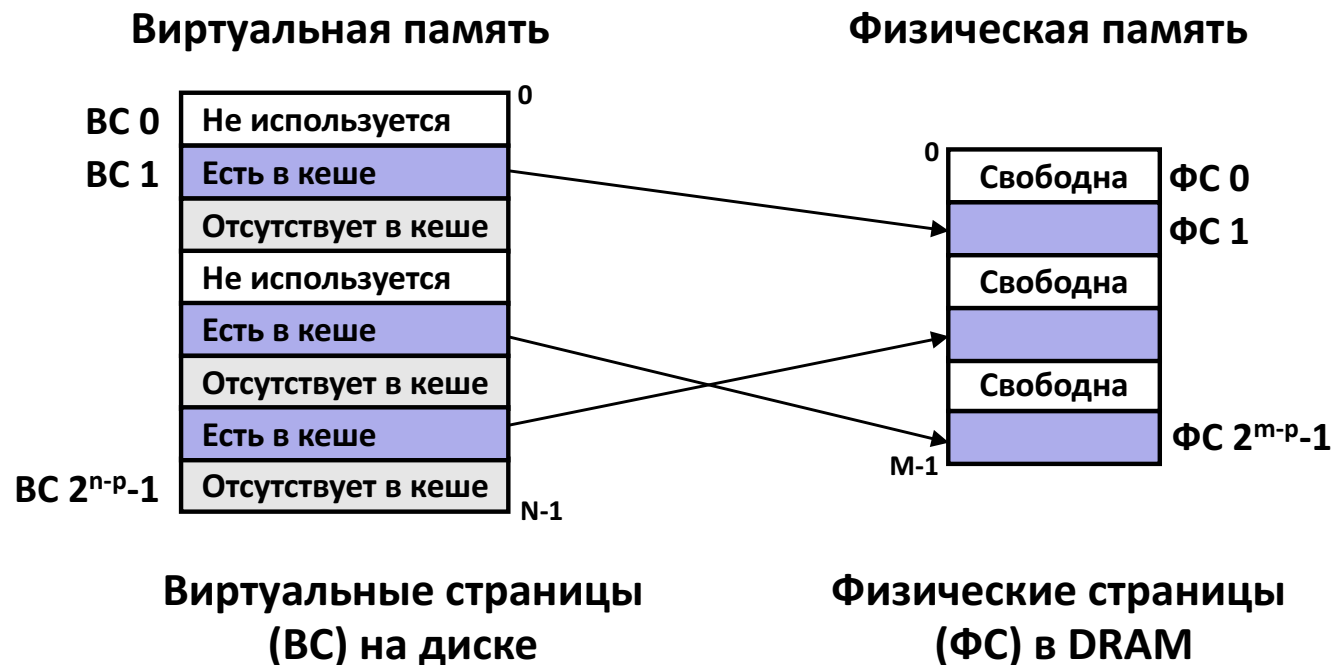 Виртуальная память
Физическая память
0
ВС 0 Не используется
ВС 1 Есть в кеше
Отсутствует в кеше
Не используется
Есть в кеше
Отсутствует в кеше
Есть в кеше
ВС 2ⁿ⁻ᵖ-1 Отсутствует в кеше
N-1
0
Свободна ФС 0
ФС 1
Свободна
Свободна
ФС 2ᵐ⁻ᵖ-1
M-1
Виртуальные страницы
(ВС) на диске
Физические страницы
(ФС) в DRAM